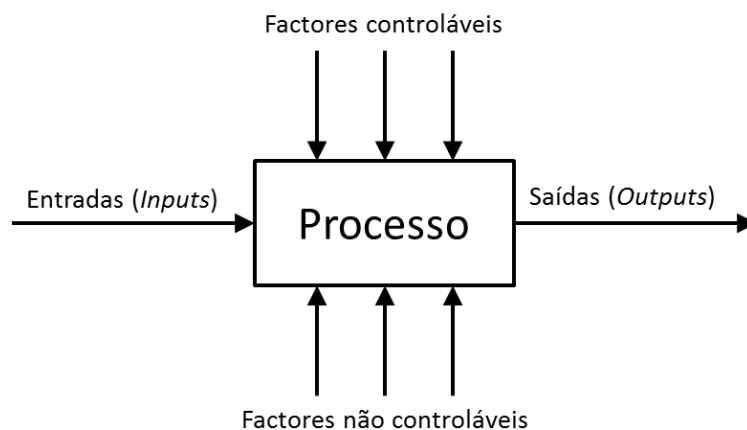 Factores controláveis
Entradas (Inputs)
Processo
Saídas (Outputs)
Factores não controláveis